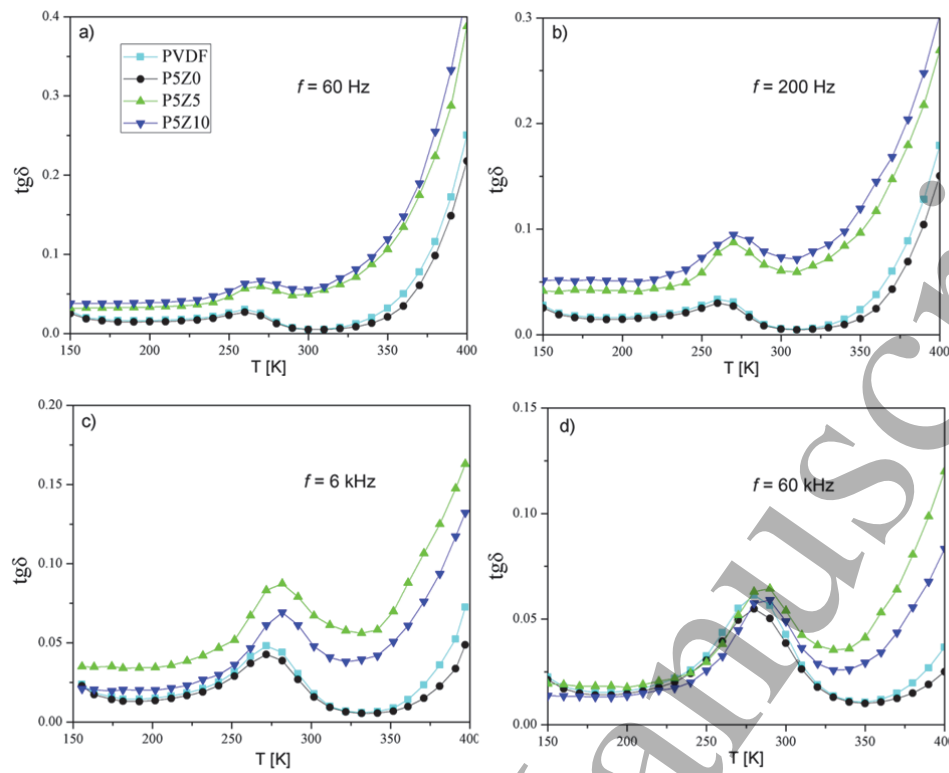 a)
PVDF
P5Z0
P5Z5
P5Z10
f = 60 Hz
tgδ
0.4
0.3
0.2
0.1
0.0
150
200
250
300
350
400
T [K]
b)
f = 200 Hz
tgδ
0.3
0.2
0.1
0.0
150
200
250
300
350
400
T [K]
c)
f = 6 kHz
tgδ
0.20
0.15
0.10
0.05
0.00
150
200
250
300
350
400
T [K]
d)
f = 60 kHz
tgδ
0.15
0.10
0.05
0.00
150
200
250
300
350
400
T [K]